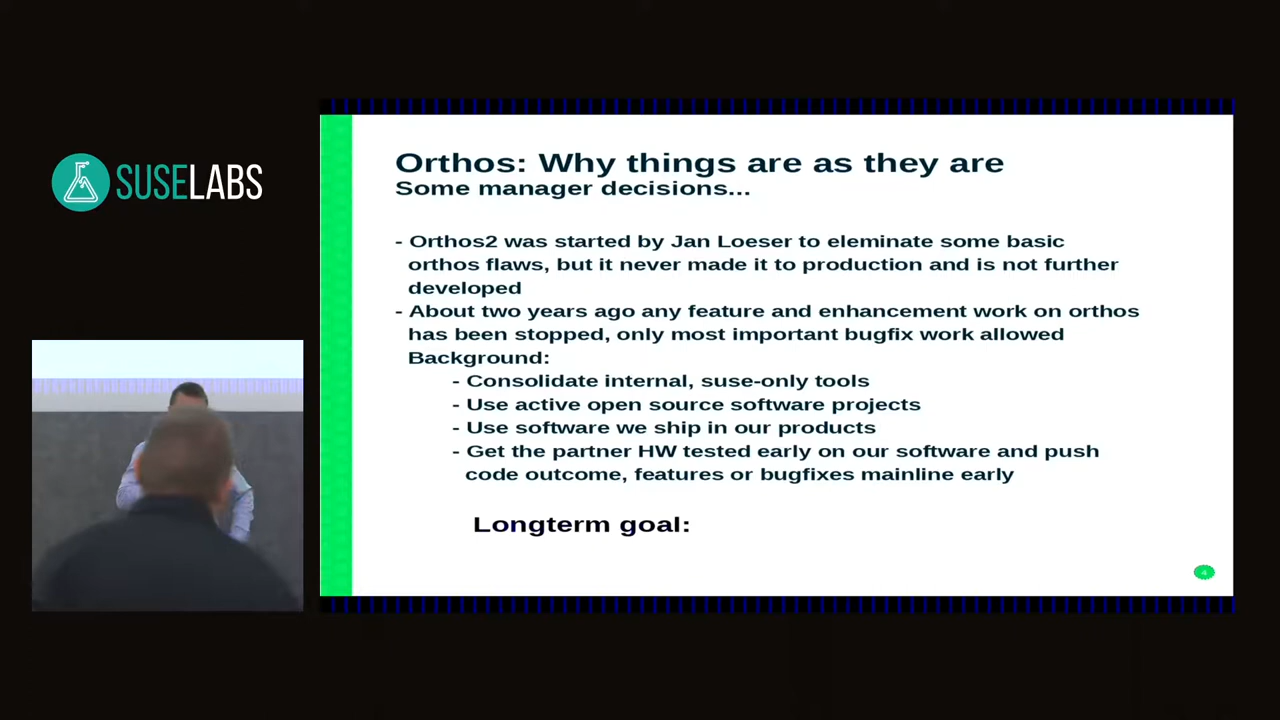 SUSELABS
Orthos: Why things are as they are
Some manager decisions...
- Orthos2 was started by Jan Loeser to eleminate some basic
orthos flaws, but it never made it to production and is not further
developed
- About two years ago any feature and enhancement work on orthos
has been stopped, only most important bugfix work allowed
Background:
- Consolidate internal, suse-only tools
- Use active open source software projects
- Use software we ship in our products
- Get the partner HW tested early on our software and push
code outcome, features or bugfixes mainline early
Longterm goal:
4